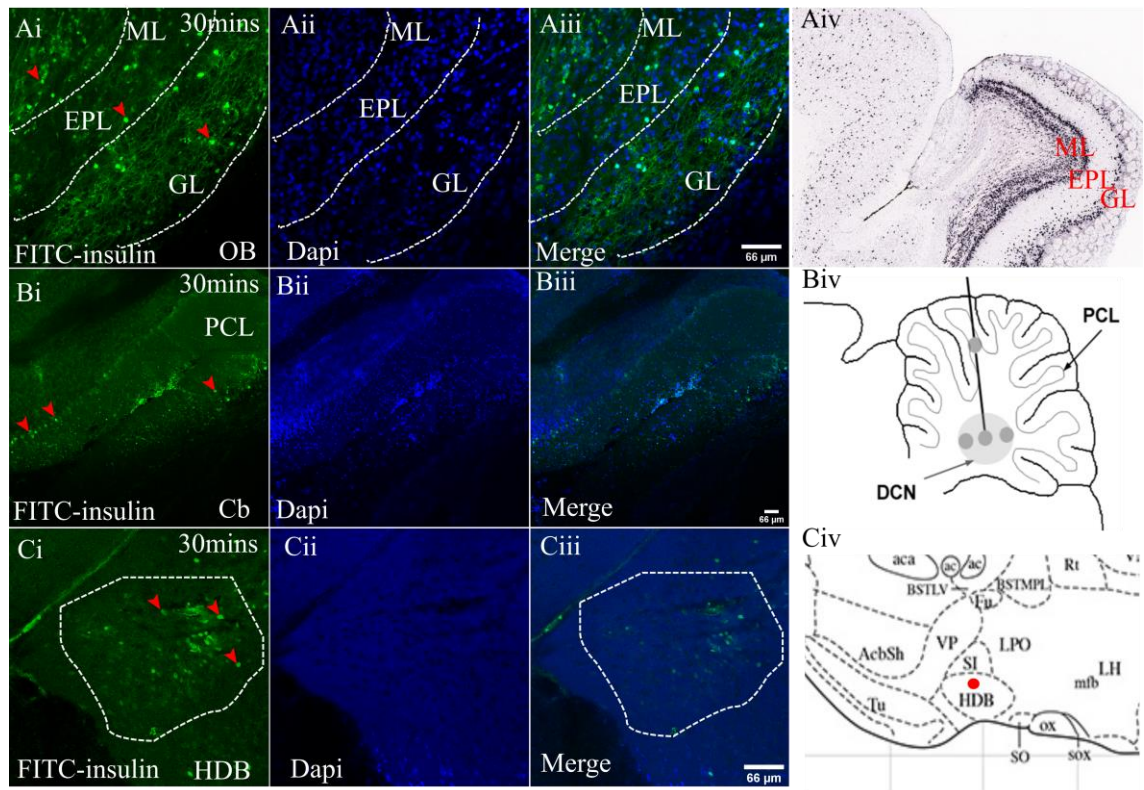 Ai 30mins
ML
EPL
GL
FITC-insulin OB
Aii
ML
EPL
GL
Dapi
Aiii
ML
EPL
GL
Merge
66 µm
Aiv
ML
EPL
GL
Bi 30mins
PCL
FITC-insulin Cb
Bii
Dapi
Biii
Merge
66 µm
Biv
PCL
DCN
Ci 30mins
FITC-insulin HDB
Cii
Dapi
Ciii
Merge
66 µm
Civ
aca ac ac Rt
BSTLV BSTMPL
Fu
VP LPO
AcbSh
SI LH
mfb
HDB
Tu
ox
SO sox